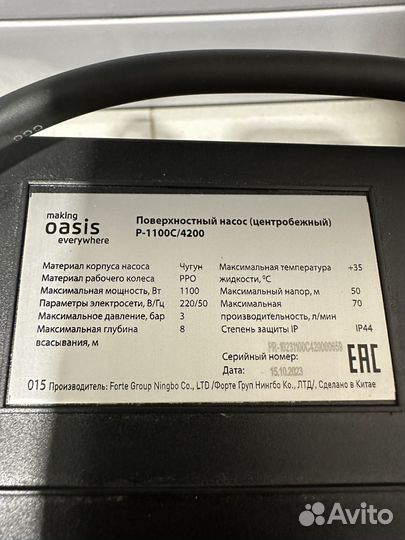 making
oasis
everywhere
Поверхностный насос (центробежный)
P-1100C/4200
Материал корпуса насоса Чугун
Материал рабочего колеса PPO
Максимальная мощность, Вт 1100
Параметры электросети, В/Гц 220/50
Максимальное давление, бар 3
Максимальная глубина 8
всасывания, м
Максимальная температура +35
жидкости, °С
Максимальный напор, м 50
Максимальная 70
производительность, л/мин
Степень защиты IP IP44
Серийный номер: PR-10231100C420000658
Дата: 15.10.2023
EAC
015 Производитель: Forte Group Ningbo Co., LTD /Форте Груп Нингбо Ко., ЛТД/, Сделано в Китае
Avito